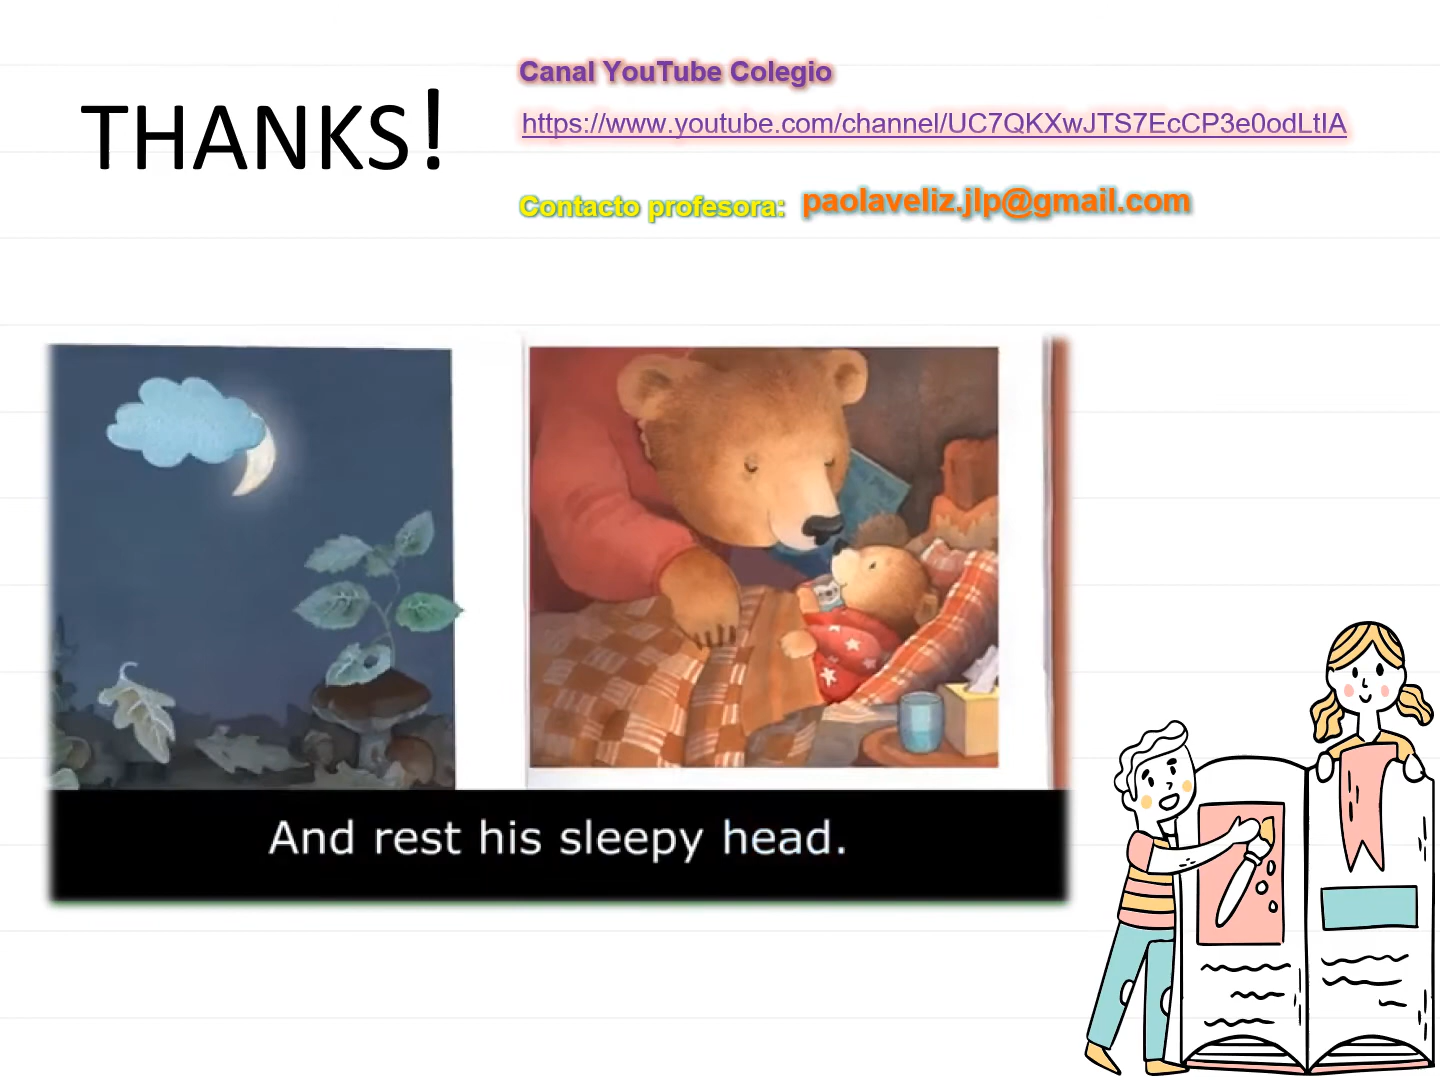 THANKS!
Canal YouTube Colegio
https://www.youtube.com/channel/UC7QKXwJTS7EcCP3e0odLtIA
Contacto profesora: paolaveliz.jlp@gmail.com
And rest his sleepy head.